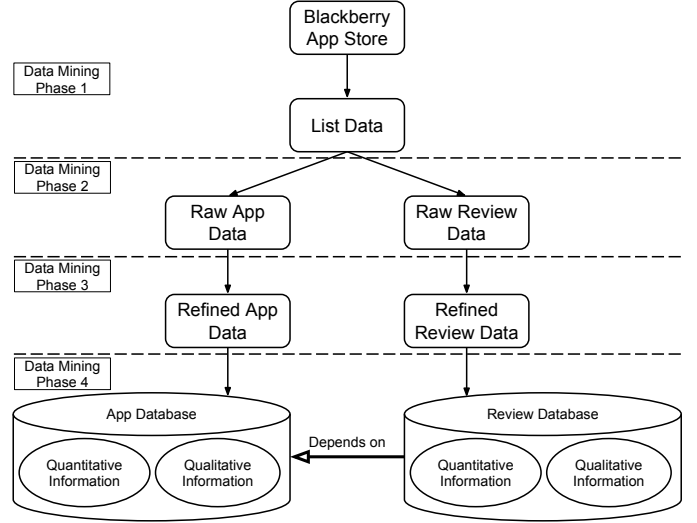 Blackberry
App Store
Data Mining
Phase 1
List Data
Data Mining
Phase 2
Raw App
Data
Raw Review
Data
Data Mining
Phase 3
Refined App
Data
Refined
Review Data
Data Mining
Phase 4
App Database
Review Database
Depends on
Quantitative
Information
Qualitative
Information
Quantitative
Information
Qualitative
Information